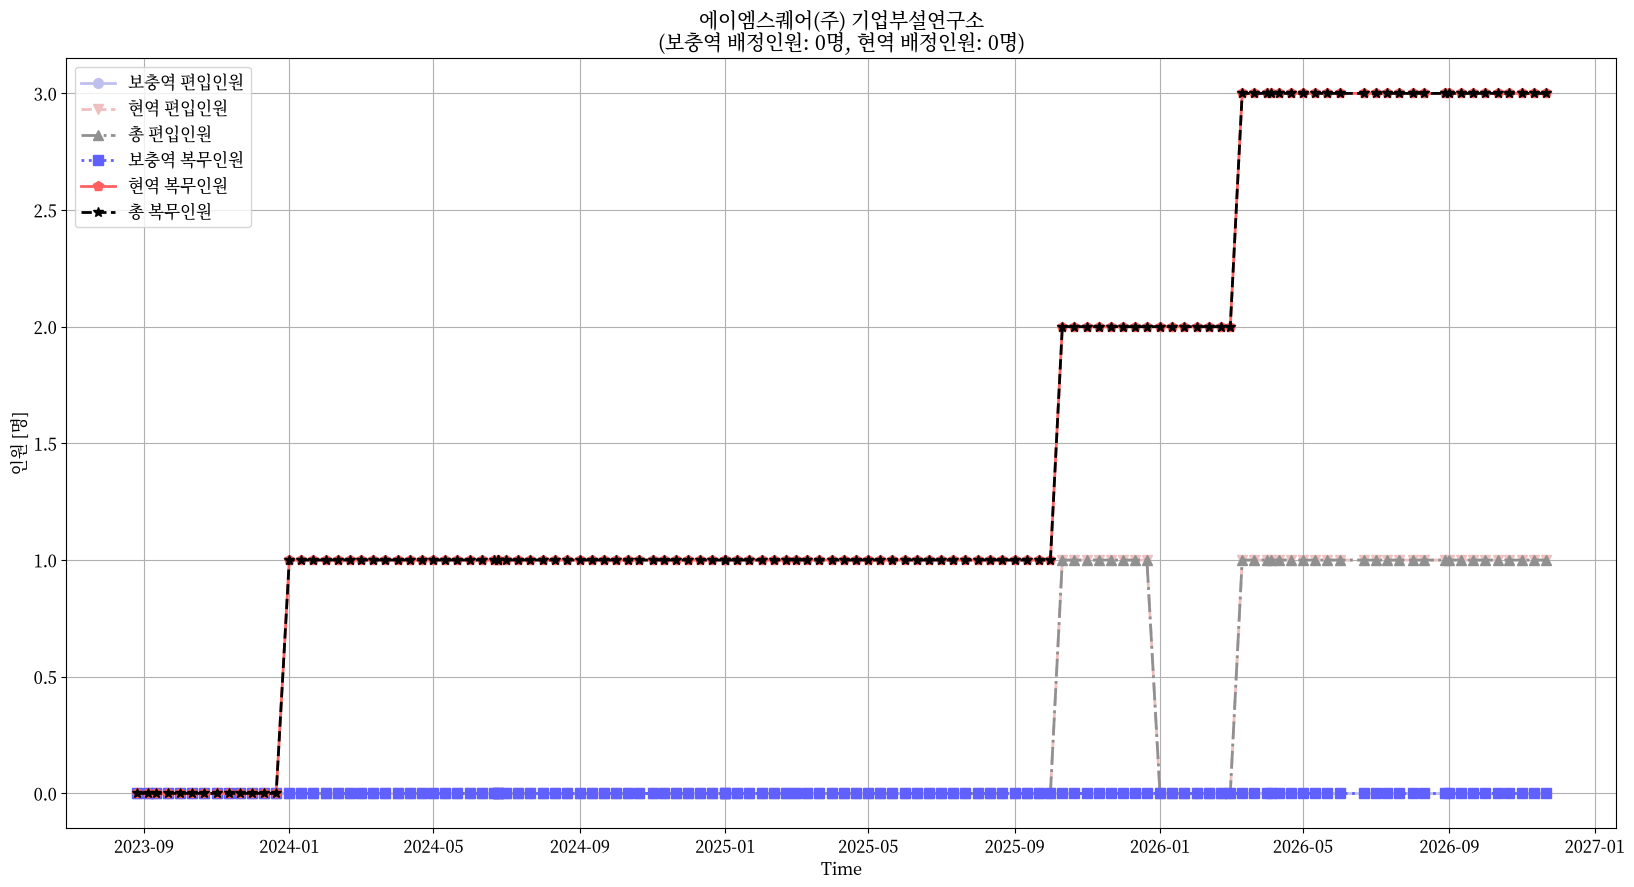 에이엠스퀘어(주) 기업부설연구소
(보충역 배정인원: 0명, 현역 배정인원: 0명)
보충역 편입인원
현역 편입인원
총 편입인원
보충역 복무인원
현역 복무인원
총 복무인원
인원 [명]
3.0
2.5
2.0
1.5
1.0
0.5
0.0
2023-09
2024-01
2024-05
2024-09
2025-01
2025-05
2025-09
2026-01
2026-05
2026-09
2027-01
Time